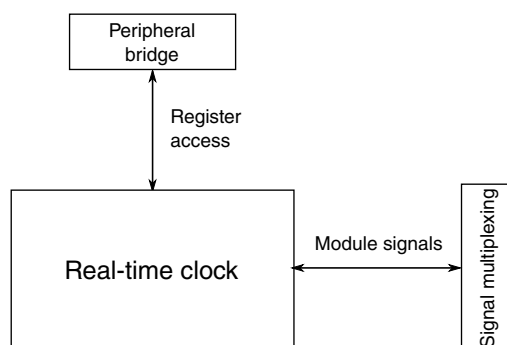 Peripheral
bridge
Register
access
Real-time clock
Module signals
Signal multiplexing